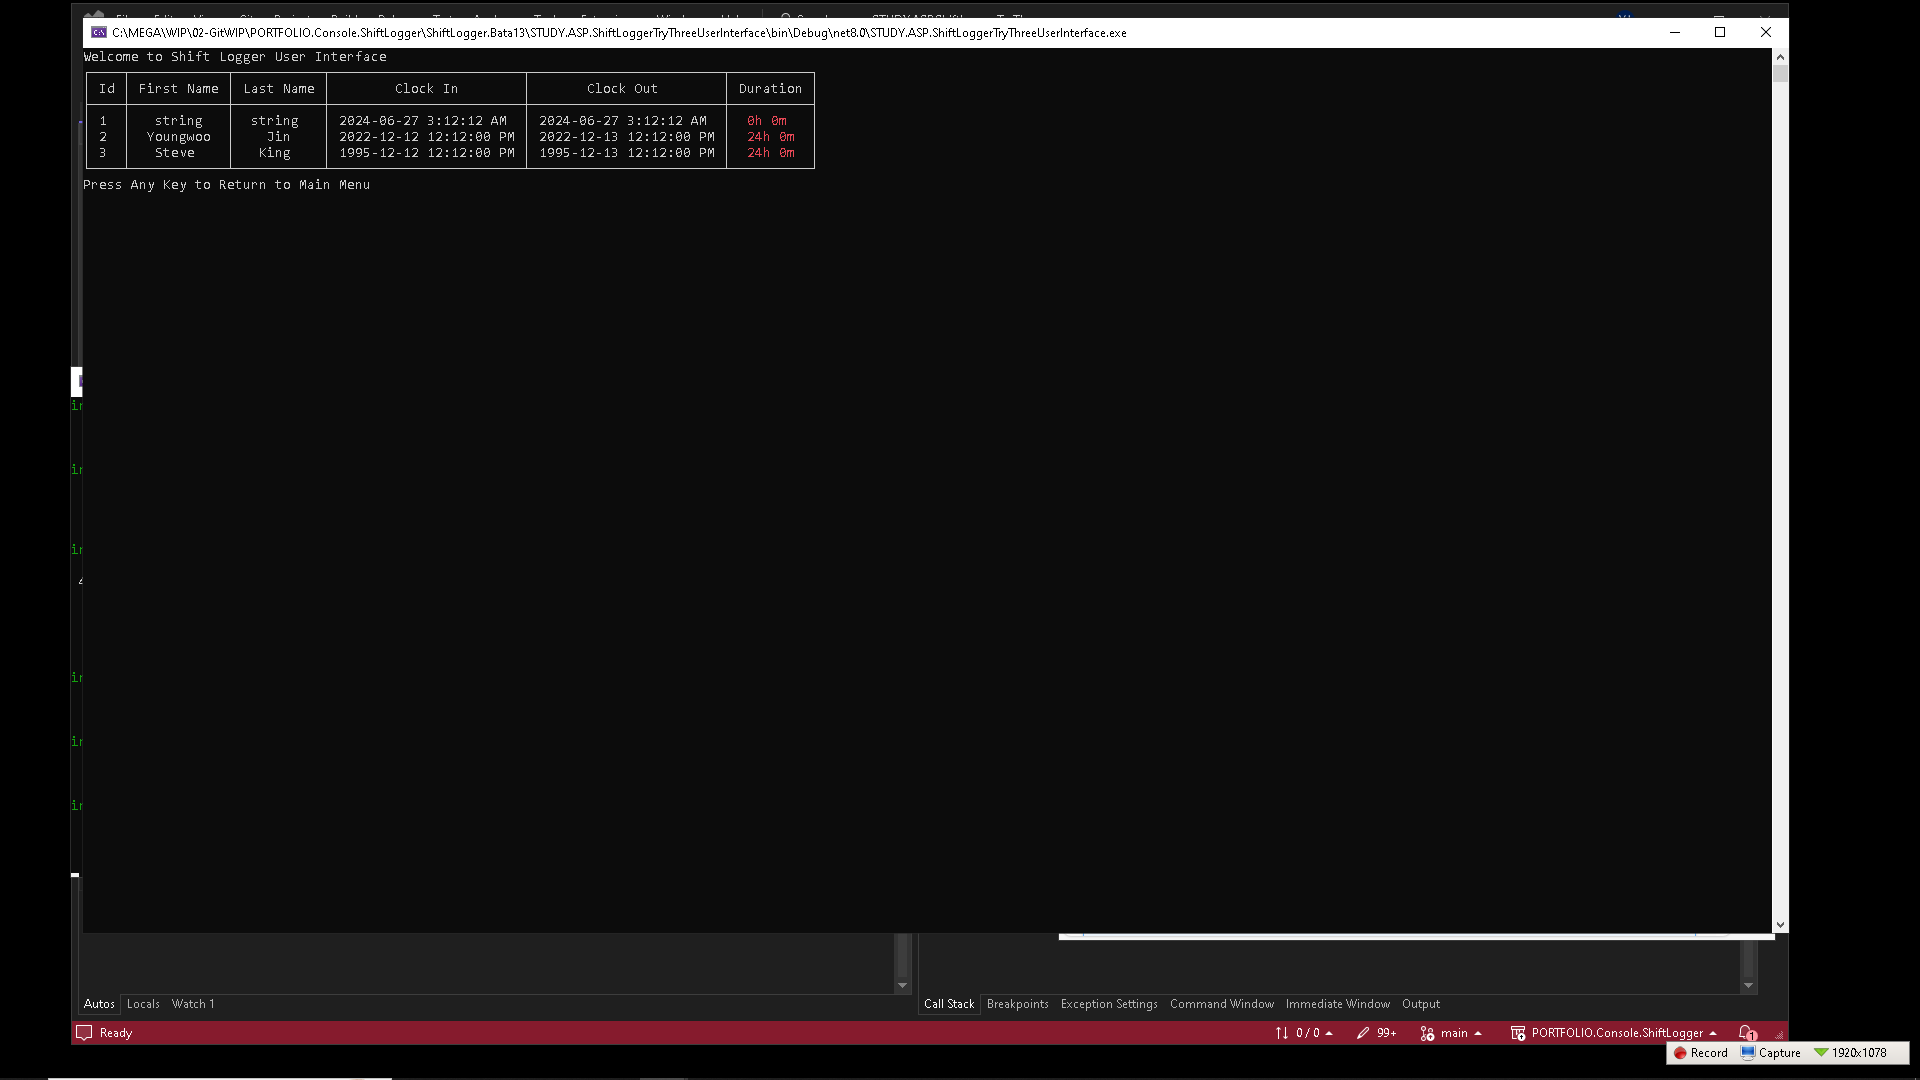 C:\MEGA\WIP\02-Git\WIP\PORTFOLIO.Console.ShiftLogger\ShiftLogger.Bata13\STUDY.ASP.ShiftLoggerTryThreeUserInterface\bin\Debug\net8.0\STUDY.ASP.ShiftLoggerTryThreeUserInterface.exe
Welcome to Shift Logger User Interface
Id First Name Last Name Clock In Clock Out Duration
1 string string 2024-06-27 3:12:12 AM 2024-06-27 3:12:12 AM 0h 0m
2 Youngwoo Jin 2022-12-12 12:12:00 PM 2022-12-13 12:12:00 PM 24h 0m
3 Steve King 1995-12-12 12:12:00 PM 1995-12-13 12:12:00 PM 24h 0m
Press Any Key to Return to Main Menu
Autos Locals Watch 1
Call Stack Breakpoints Exception Settings Command Window Immediate Window Output
Ready 0 / 0 99+ main PORTFOLIO.Console.ShiftLogger 1
Record Capture 1920x1078